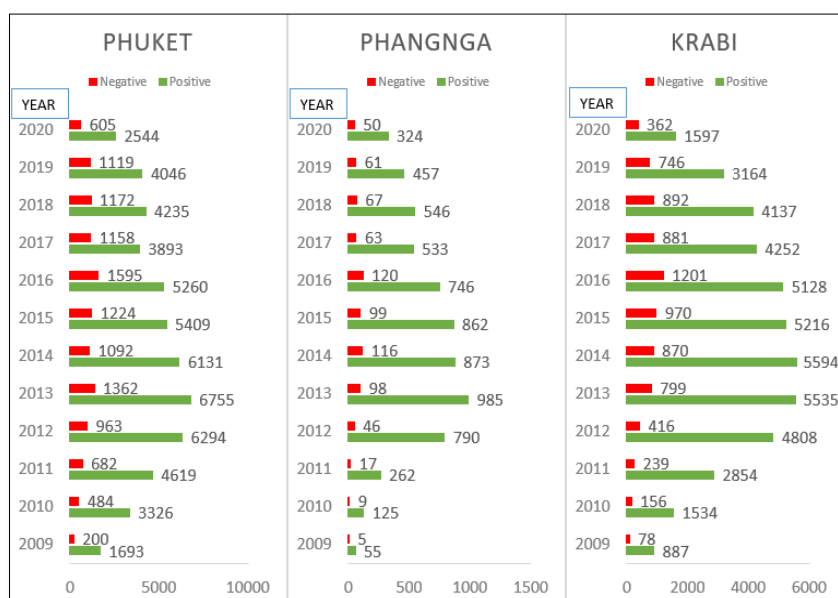 PHUKET
Negative Positive
YEAR
2020 605 2544
2019 1119 4046
2018 1172 4235
2017 1158 3893
2016 1595 5260
2015 1224 5409
2014 1092 6131
2013 1362 6755
2012 963 6294
2011 682 4619
2010 484 3326
2009 200 1693
0 5000 10000
PHANGNGA
Negative Positive
YEAR
2020 50 324
2019 61 457
2018 67 546
2017 63 533
2016 120 746
2015 99 862
2014 116 873
2013 98 985
2012 46 790
2011 17 262
2010 9 125
2009 5 55
0 500 1000 1500
KRABI
Negative Positive
YEAR
2020 362 1597
2019 746 3164
2018 892 4137
2017 881 4252
2016 1201 5128
2015 970 5216
2014 870 5594
2013 799 5535
2012 416 4808
2011 239 2854
2010 156 1534
2009 78 887
0 2000 4000 6000